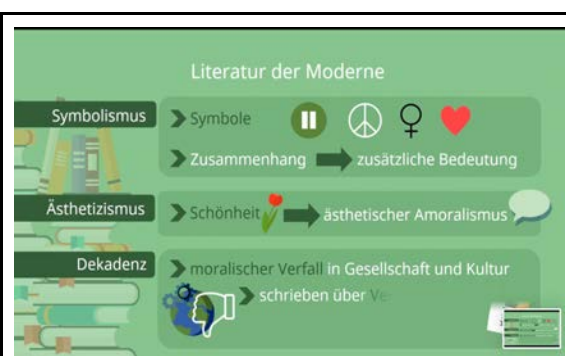 Literatur der Moderne
Symbolismus
Symbole
Zusammenhang zusätzliche Bedeutung
Ästhetizismus
Schönheit ästhetischer Amoralismus
Dekadenz
moralischer Verfall in Gesellschaft und Kultur
schrieben über Ve